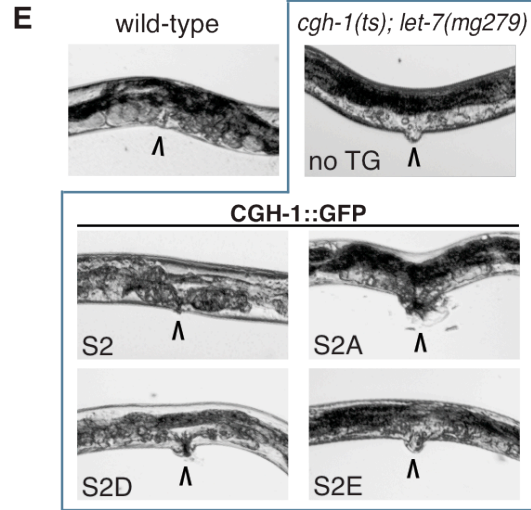 E
wild-type
cgh-1(ts); let-7(mg279)
no TG
CGH-1::GFP
S2
S2A
S2D
S2E